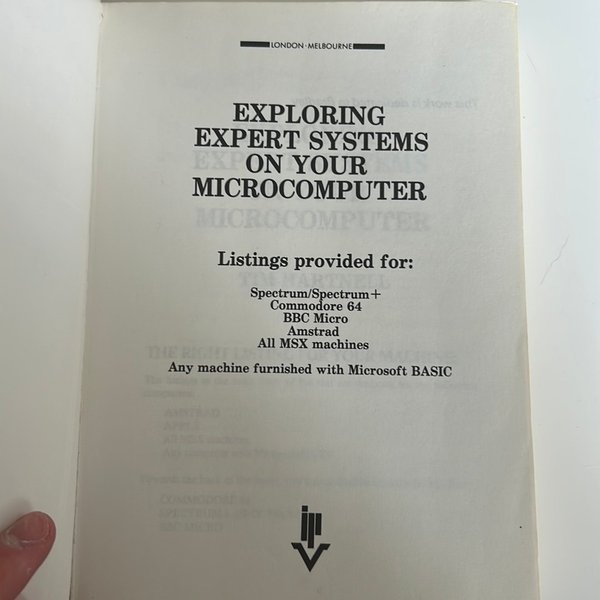 LONDON·MELBOURNE
EXPLORING
EXPERT SYSTEMS
ON YOUR
MICROCOMPUTER
Listings provided for:
Spectrum/Spectrum+
Commodore 64
BBC Micro
Amstrad
All MSX machines
Any machine furnished with Microsoft BASIC